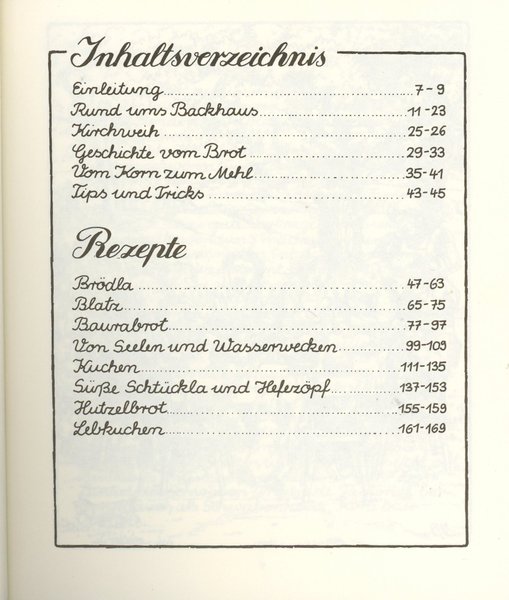 Inhaltsverzeichnis
Einleitung 7-9
Rund ums Backhaus 11-23
Kirchweih 25-26
Geschichte vom Brot 29-33
Vom Korn zum Mehl 35-41
Tips und Tricks 43-45
Rezepte
Brödla 47-63
Blatz 65-75
Baurabrot 77-97
Von Seelen und Wasserwecken 99-109
Kuchen 111-135
Süße Schtückla und Hefezöpf 137-153
Hutzelbrot 155-159
Lebkuchen 161-169